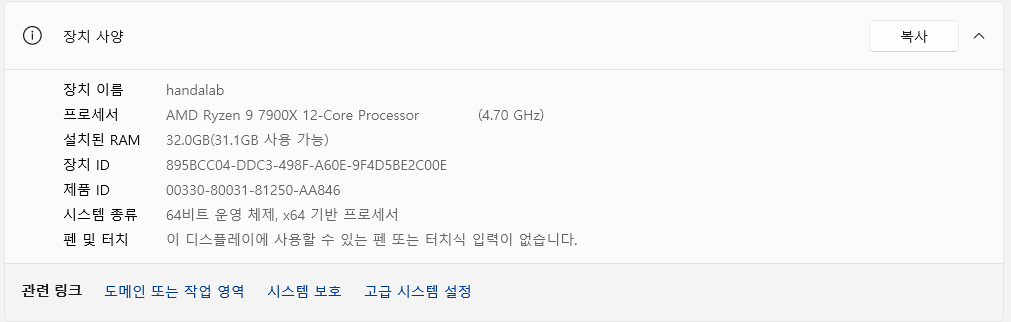 장치 사양 복사
장치 이름 handalab
프로세서 AMD Ryzen 9 7900X 12-Core Processor (4.70 GHz)
설치된 RAM 32.0GB(31.1GB 사용 가능)
장치 ID 895BCC04-DDC3-498F-A60E-9F4D5BE2C00E
제품 ID 00330-80031-81250-AA846
시스템 종류 64비트 운영 체제, x64 기반 프로세서
펜 및 터치 이 디스플레이에 사용할 수 있는 펜 또는 터치식 입력이 없습니다.
관련 링크 도메인 또는 작업 영역 시스템 보호 고급 시스템 설정